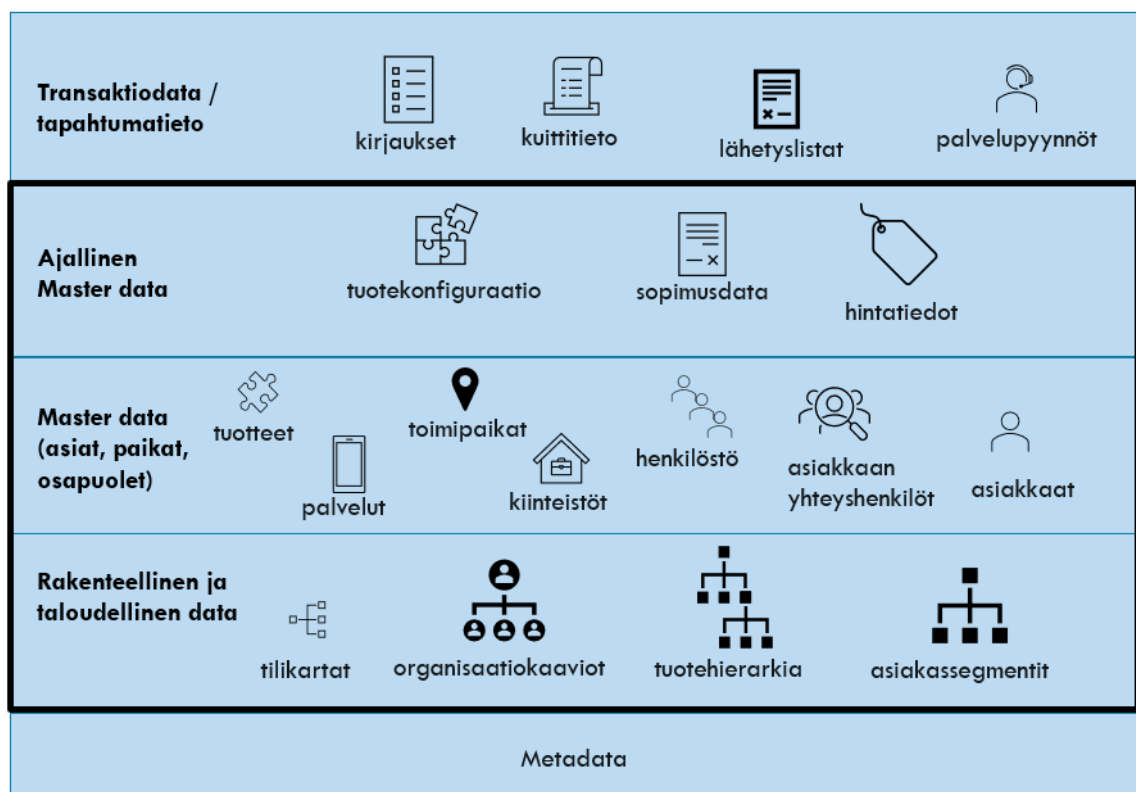 Transaktiodata /
tapahtumatieto
kirjaukset
kuittitieto
lähetyslistat
palvelupyynnöt
Ajallinen
Master data
tuotekonfiguraatio
sopimusdata
hintatiedot
Master data
(asiat, paikat,
osapuolet)
tuotteet
palvelut
toimipaikat
kiinteistöt
henkilöstö
asiakkaan
yhteyshenkilöt
asiakkaat
Rakenteellinen ja
taloudellinen data
tilikartat
organisaatiokaaviot
tuotehierarkia
asiakassegmentit
Metadata